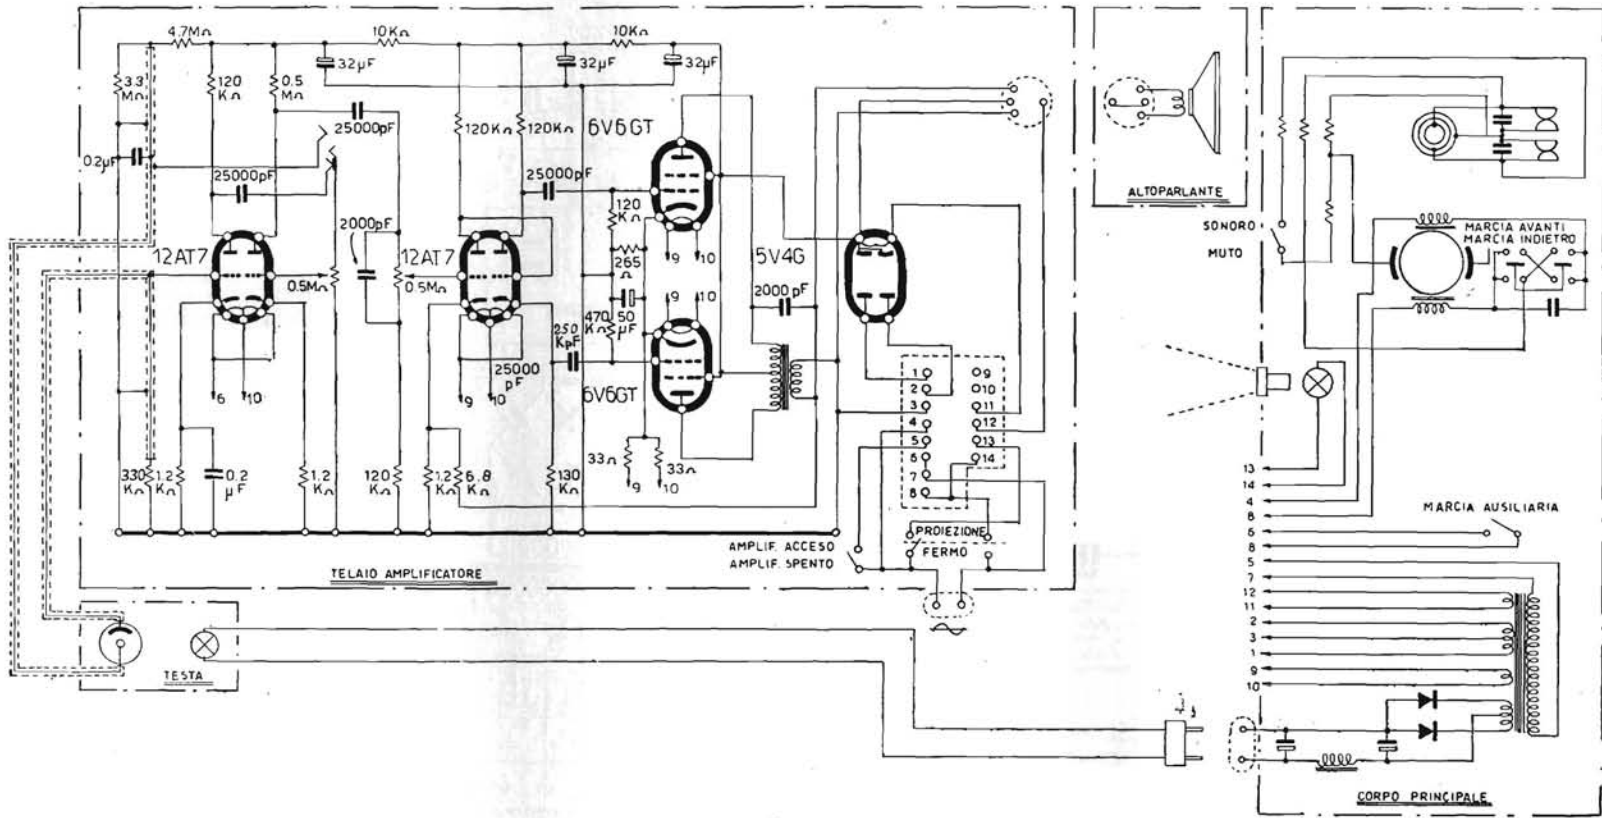 4.7MΩ
10KΩ
10KΩ
32µF
32µF
32µF
3.3
MΩ
120
KΩ
0.5
MΩ
25000pF
120KΩ
120KΩ
6V6GT
0.2µF
25000pF
25000pF
120
KΩ
2000pF
12AT7
12AT7
0.5MΩ
0.5MΩ
265
Ω
9
10
9
10
5V4G
2000pF
470
KΩ
50
µF
250
KpF
25000
pF
6V6GT
6
10
9
10
330
KΩ
1.2
KΩ
0.2
µF
1.2
KΩ
120
KΩ
1.2
KΩ
6.8
KΩ
130
KΩ
33Ω
33Ω
9
10
1
2
3
4
5
6
7
8
9
10
11
12
13
14
PROIEZIONE
FERMO
AMPLIF. ACCESO
AMPLIF. SPENTO
TELAIO AMPLIFICATORE
TESTA
ALTOPARLANTE
SONORO
MUTO
MARCIA AVANTI
MARCIA INDIETRO
13
14
4
8
6
8
5
7
12
11
2
3
1
9
10
MARCIA AUSILIARIA
CORPO PRINCIPALE